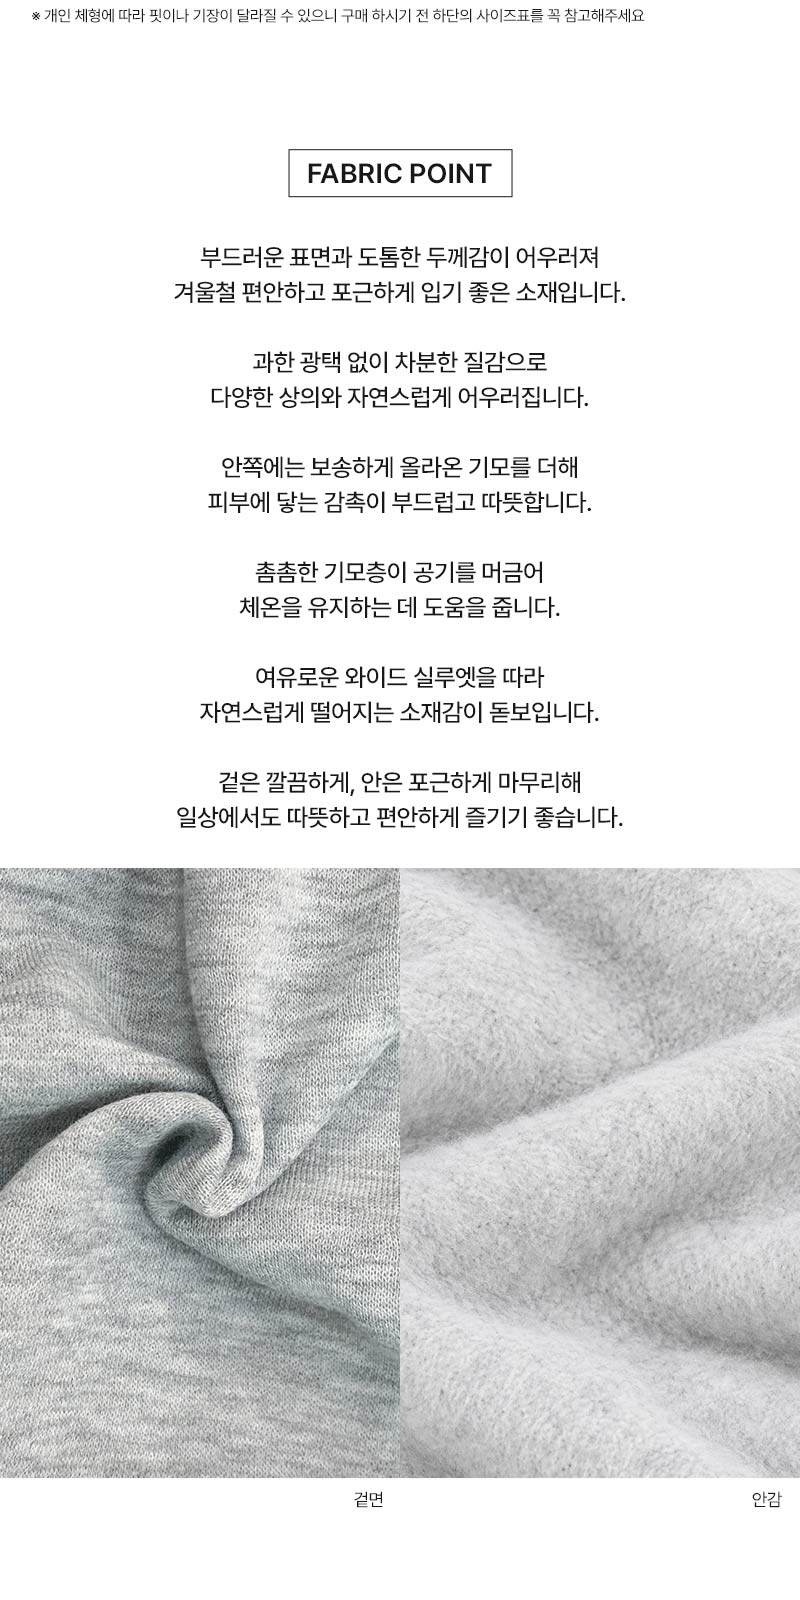 ※ 개인 체형에 따라 핏이나 기장이 달라질 수 있으니 구매 하시기 전 하단의 사이즈표를 꼭 참고해주세요
FABRIC POINT
부드러운 표면과 도톰한 두께감이 어우러져
겨울철 편안하고 포근하게 입기 좋은 소재입니다.
과한 광택 없이 차분한 질감으로
다양한 상의와 자연스럽게 어우러집니다.
안쪽에는 보송하게 올라온 기모를 더해
피부에 닿는 감촉이 부드럽고 따뜻합니다.
촘촘한 기모층이 공기를 머금어
체온을 유지하는 데 도움을 줍니다.
여유로운 와이드 실루엣을 따라
자연스럽게 떨어지는 소재감이 돋보입니다.
겉은 깔끔하게, 안은 포근하게 마무리해
일상에서도 따뜻하고 편안하게 즐기기 좋습니다.
겉면
안감